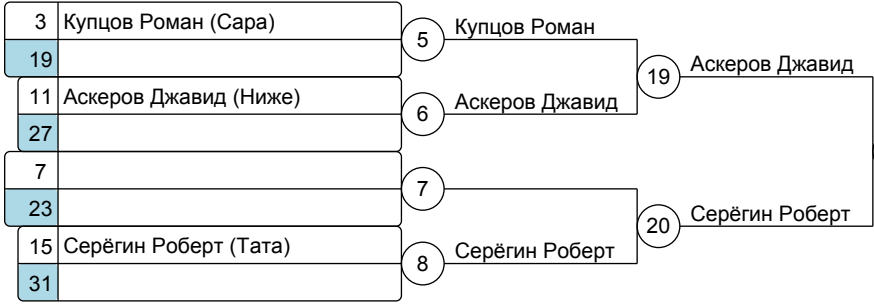 3 Купцов Роман (Сара)
19
5 Купцов Роман
11 Аскеров Джавид (Ниже)
27
6 Аскеров Джавид
19 Аскеров Джавид
7
23
7
15 Серёгин Роберт (Тата)
31
8 Серёгин Роберт
20 Серёгин Роберт